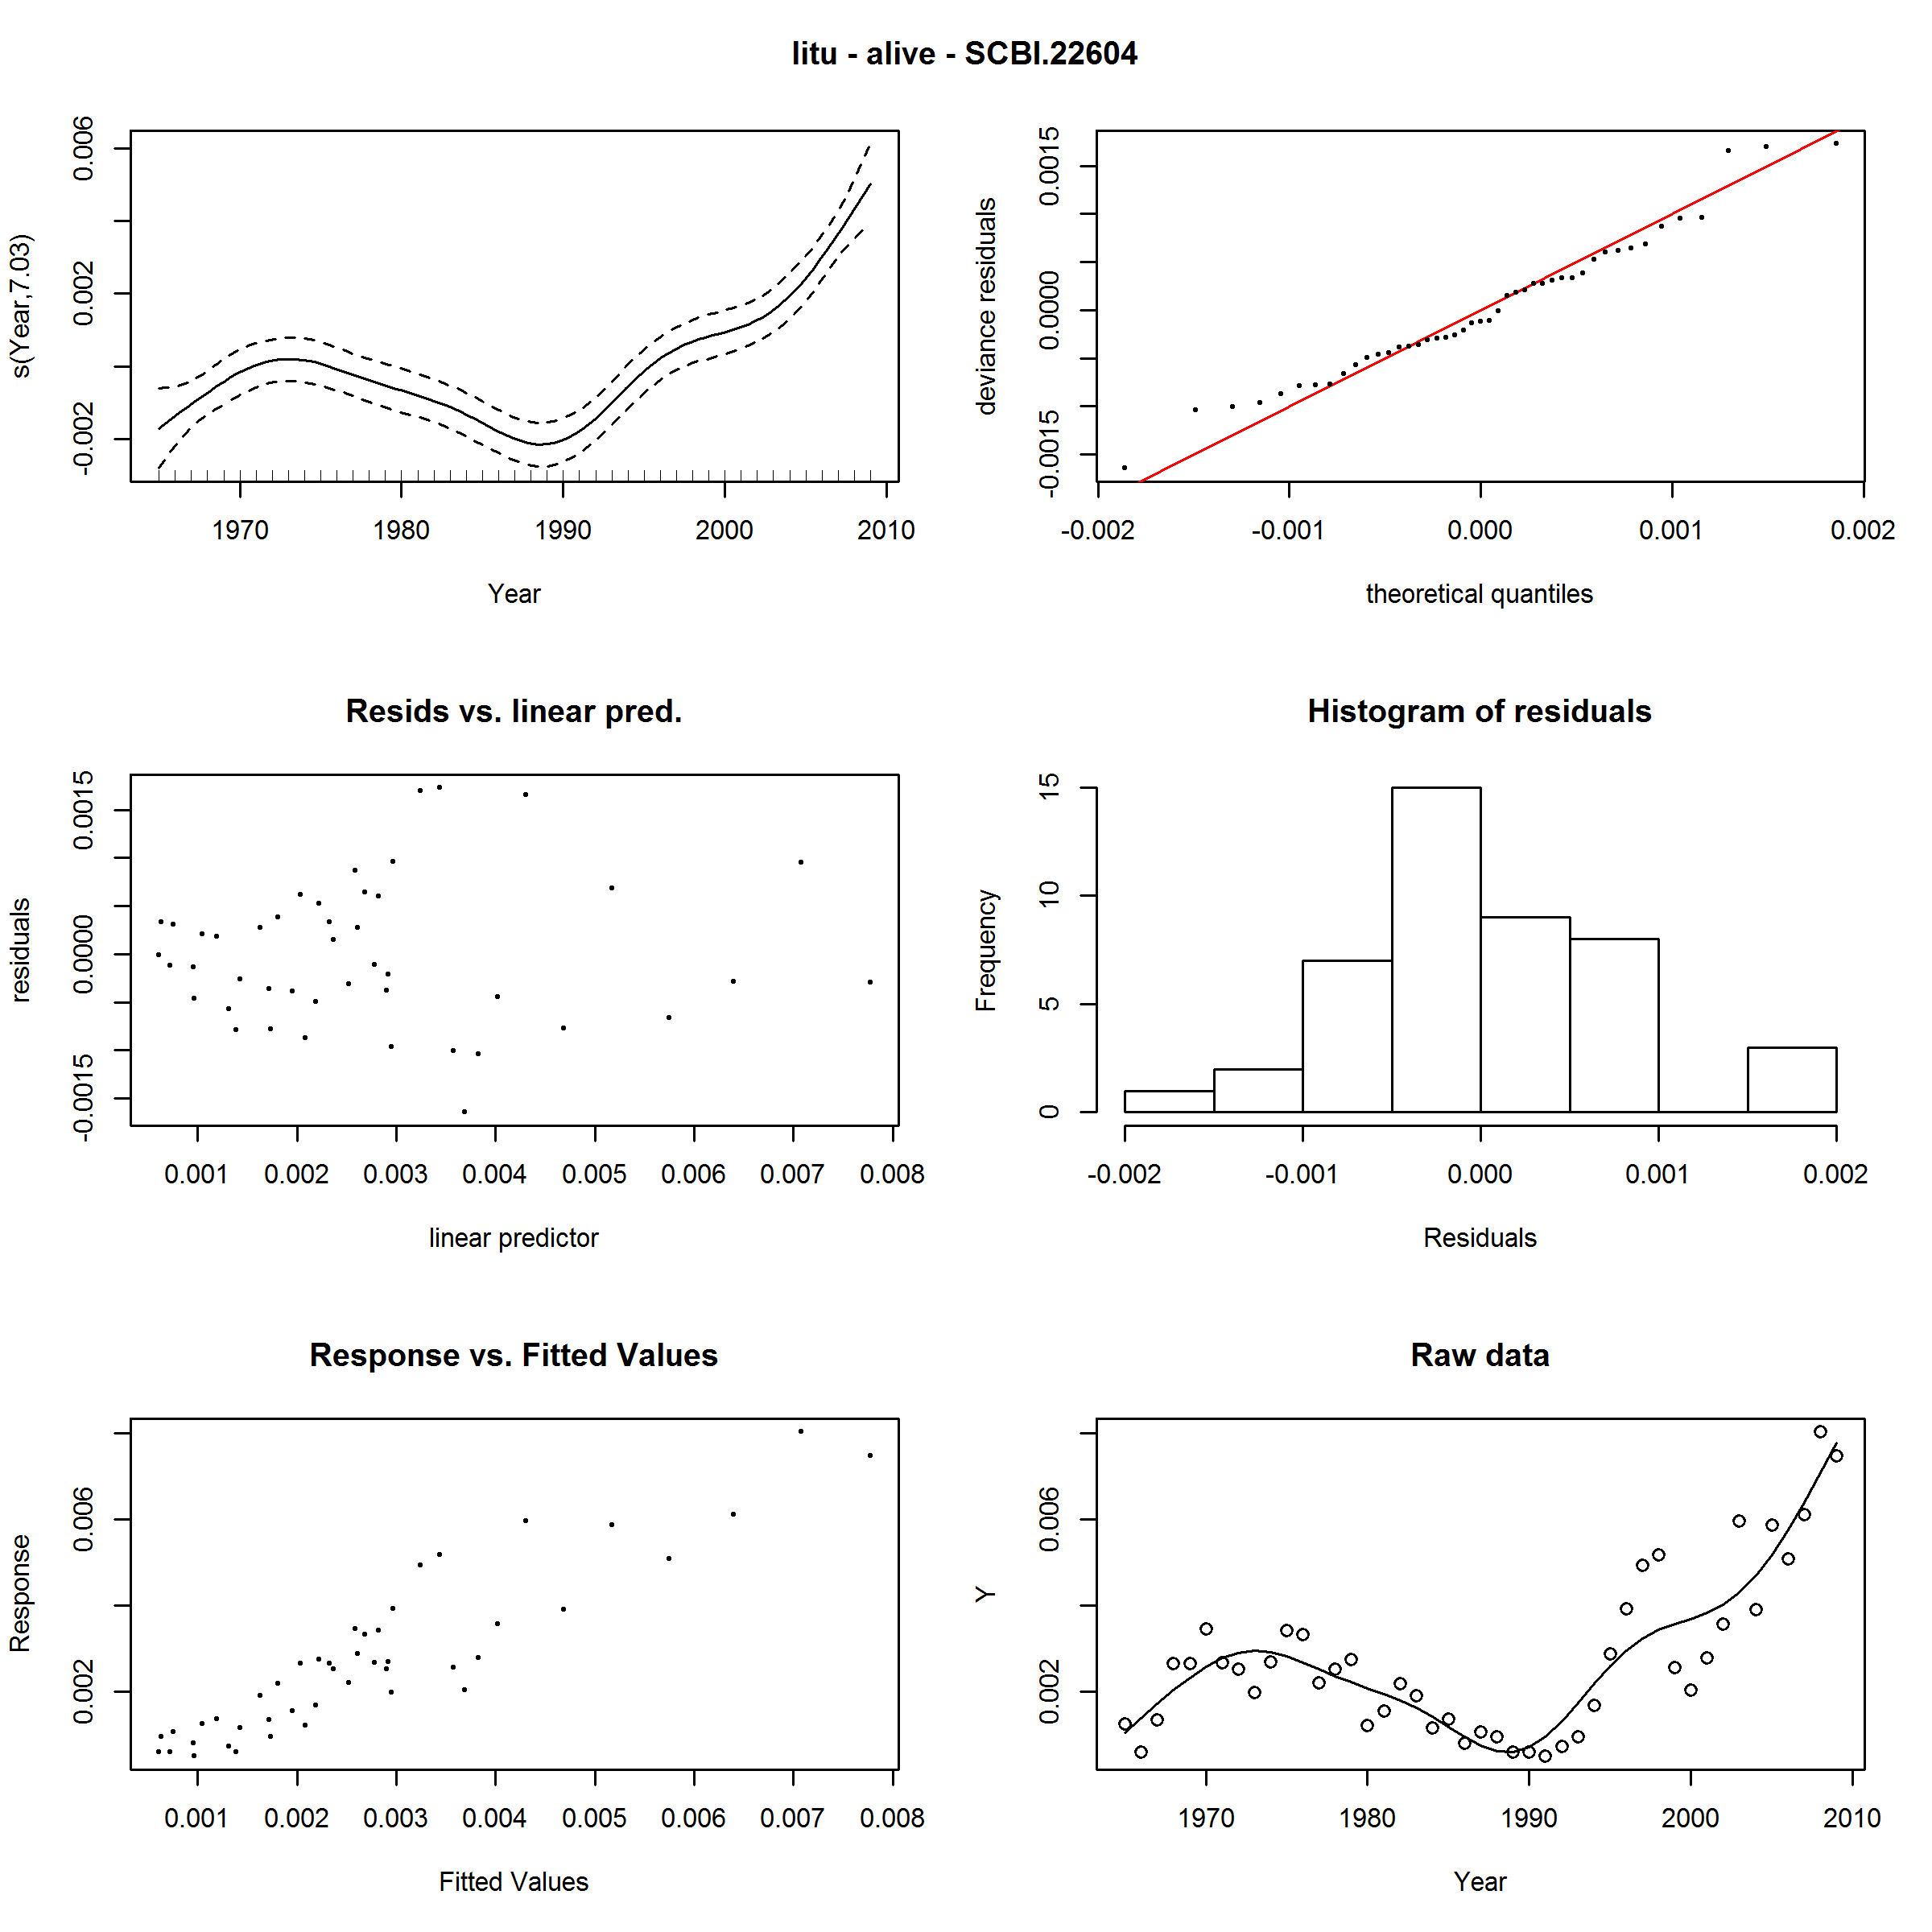 litu - alive - SCBI.22604
s(Year,7.03)
-0.002 0.002 0.006
1970 1980 1990 2000 2010
Year
deviance residuals
-0.0015 0.0000 0.0015
-0.002 -0.001 0.000 0.001 0.002
theoretical quantiles
Resids vs. linear pred.
residuals
-0.0015 0.0000 0.0015
0.001 0.002 0.003 0.004 0.005 0.006 0.007 0.008
linear predictor
Histogram of residuals
Frequency
0 5 10 15
-0.002 -0.001 0.000 0.001 0.002
Residuals
Response vs. Fitted Values
Response
0.002 0.006
0.001 0.002 0.003 0.004 0.005 0.006 0.007 0.008
Fitted Values
Raw data
Y
0.002 0.006
1970 1980 1990 2000 2010
Year